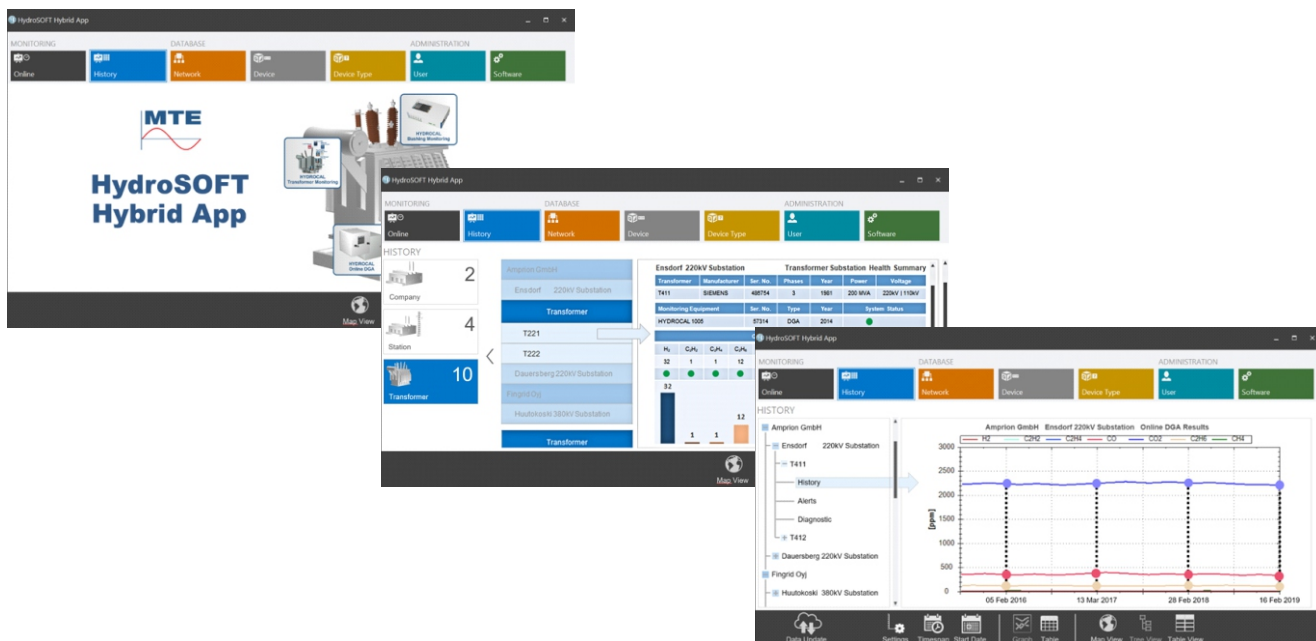 HydroSOFT Hybrid App
MONITORING DATABASE ADMINISTRATION
Online History Network Device Device Type User Software
MTE
HydroSOFT
Hybrid App
HYDROCAL
Bushing Monitoring
HYDROCAL
Transformer Monitoring
HYDROCAL
Online DGA
Map View
HydroSOFT Hybrid App
MONITORING DATABASE ADMINISTRATION
Online History Network Device Device Type User Software
HISTORY
2
Company
4
Station
10
Transformer
Amprion GmbH
Ensdorf 220kV Substation
Transformer
T221
T222
Dauersberg 220kV Substation
Fingrid Oyj
Huutokoski 380kV Substation
Transformer
Ensdorf 220kV Substation Transformer Substation Health Summary
Transformer Manufacturer Ser. No. Phases Year Power Voltage
T411 SIEMENS 3 1981 200 MVA 220kV | 110kV
Monitoring Equipment Ser. No. Type Year System Status
HYDROCAL 1005 57314 DGA 2014
H₂ C₂H₂ C₂H₄ C₂H₆
32 1 1 12
32
1 1 12
Map View
HydroSOFT Hybrid App
MONITORING DATABASE ADMINISTRATION
Online History Network Device Device Type User Software
HISTORY
Amprion GmbH
Ensdorf 220kV Substation
T411
History
Alerts
Diagnostic
T412
Dauersberg 220kV Substation
Fingrid Oyj
Huutokoski 380kV Substation
Amprion GmbH Ensdorf 220kV Substation Online DGA Results
H2 C2H2 C2H4 CO CO2 C2H6 CH4
[ppm]
3000
2500
2000
1500
1000
500
0
05 Feb 2016 13 Mar 2017 28 Feb 2018 16 Feb 2019
Data Update Settings Timespan Start Date Graph Table Map View Tree View Table View